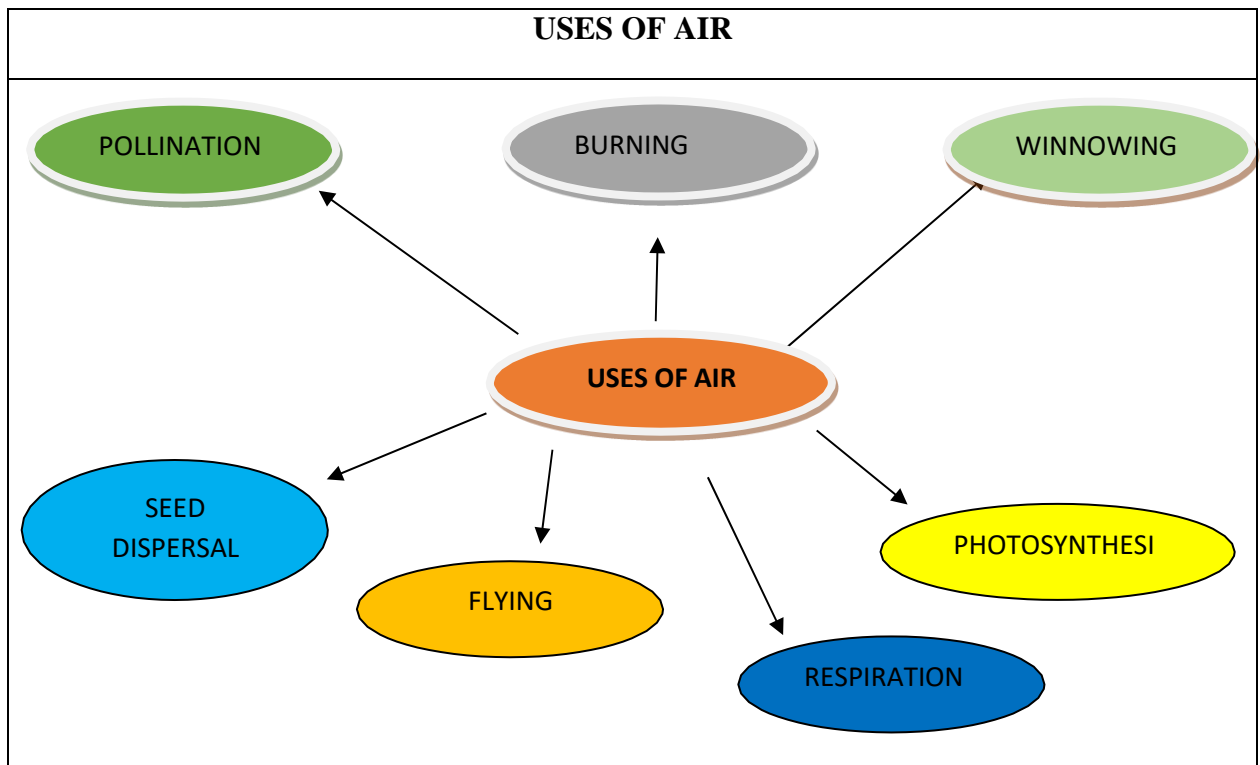 USES OF AIR
POLLINATION
BURNING
WINNOWING
USES OF AIR
SEED
DISPERSAL
FLYING
PHOTOSYNTHESI
RESPIRATION